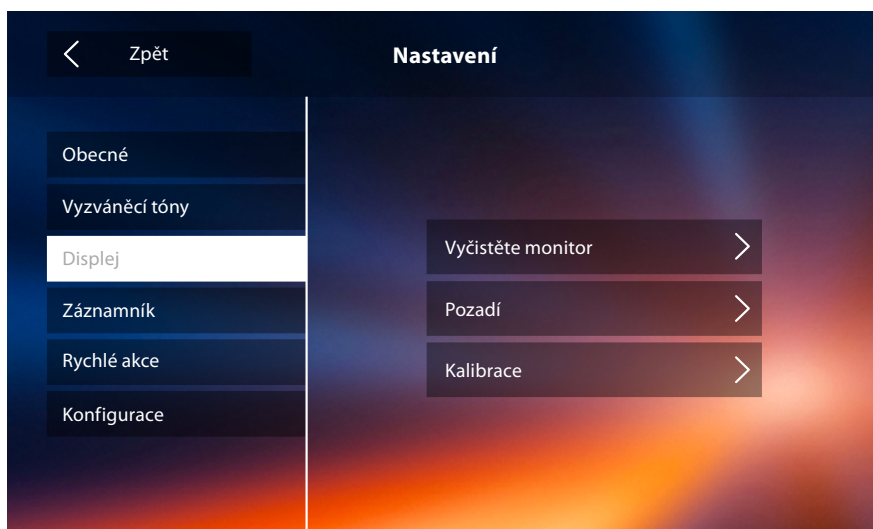 Zpět
Nastavení
Obecné
Vyzváněcí tóny
Displej
Záznamník
Rychlé akce
Konfigurace
Vyčistěte monitor
Pozadí
Kalibrace